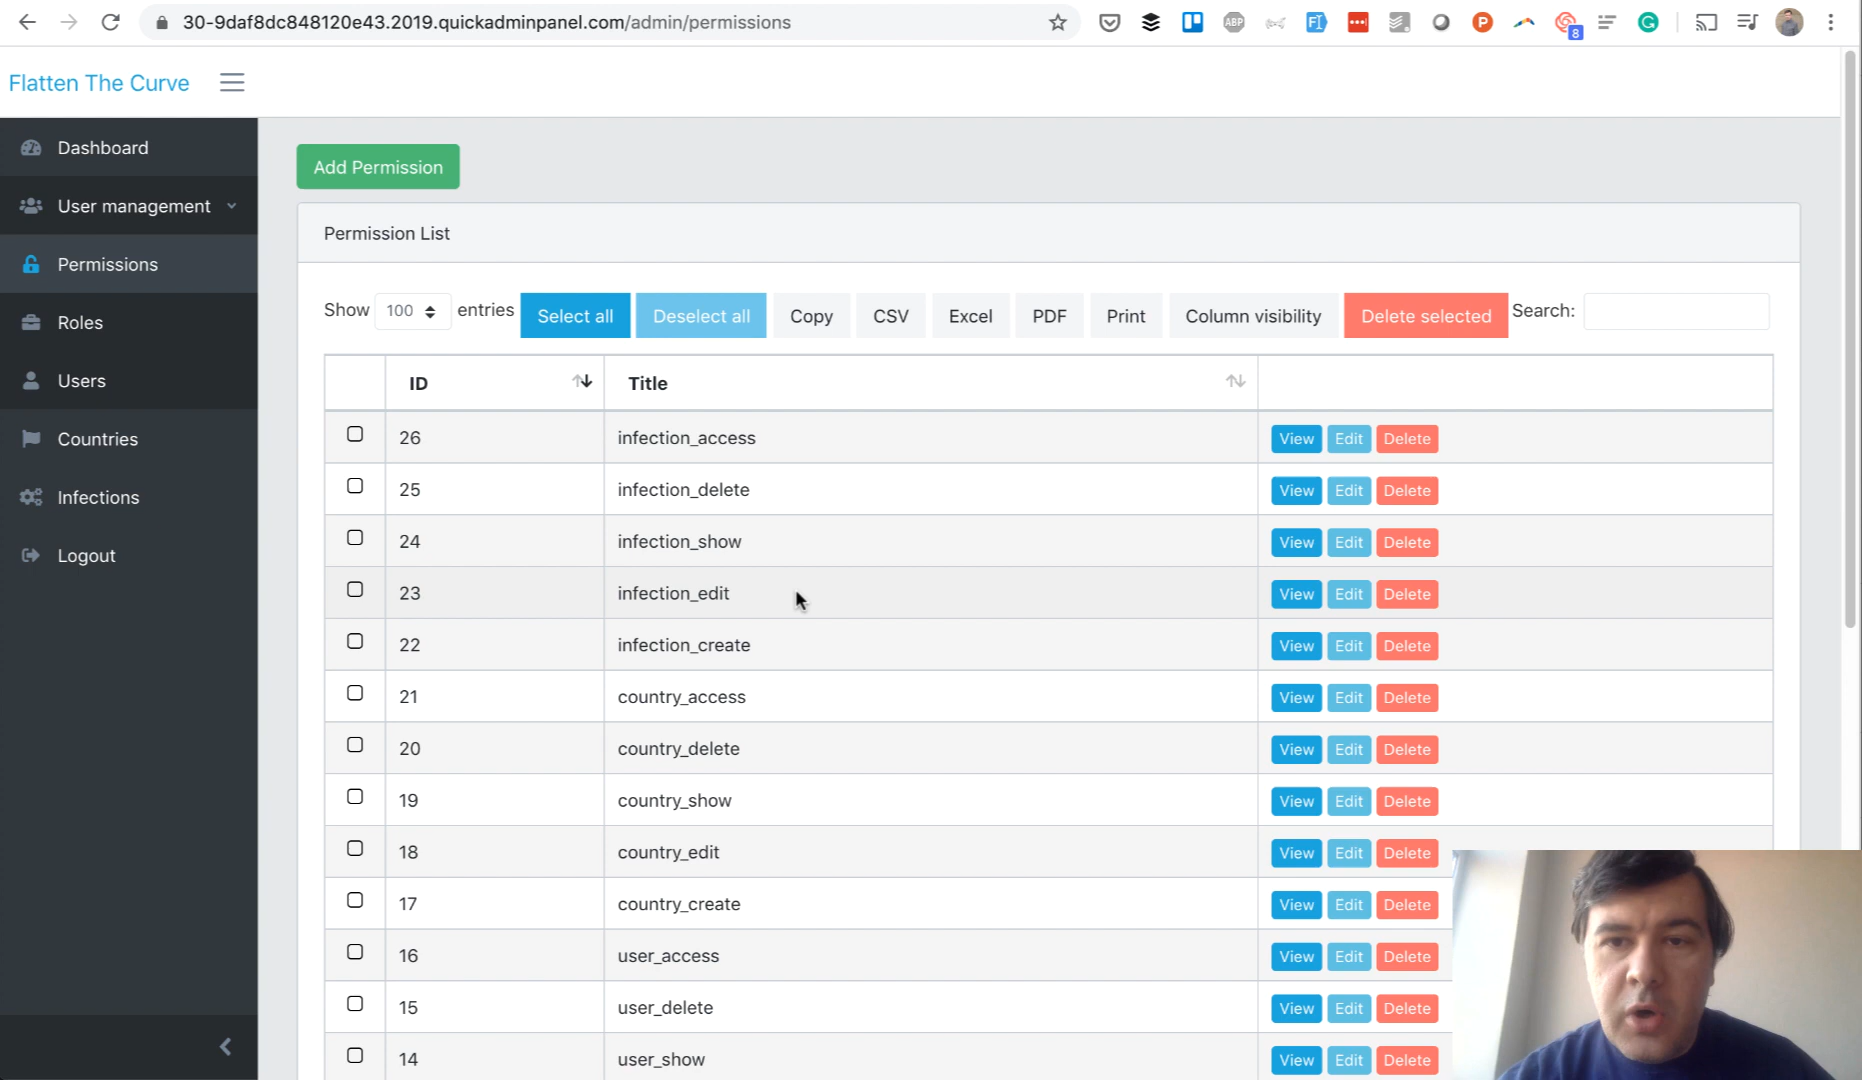 30-9daf8dc848120e43.2019.quickadminpanel.com/admin/permissions
ABP
P
8
Flatten The Curve
Dashboard
User management
Permissions
Roles
Users
Countries
Infections
Logout
Add Permission
Permission List
Show 100 entries Select all Deselect all Copy CSV Excel PDF Print Column visibility Delete selected Search:
ID Title
26 infection_access View Edit Delete
25 infection_delete View Edit Delete
24 infection_show View Edit Delete
23 infection_edit View Edit Delete
22 infection_create View Edit Delete
21 country_access View Edit Delete
20 country_delete View Edit Delete
19 country_show View Edit Delete
18 country_edit View Edit Delete
17 country_create View Edit Delete
16 user_access View Edit Delete
15 user_delete View Edit Delete
14 user_show View Edit Delete